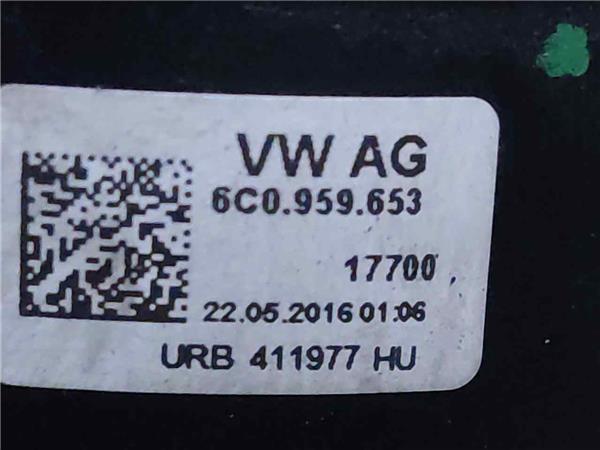 VW AG
6C0.959.653
17700
22.05.2016 01:06
URB 411977 HU